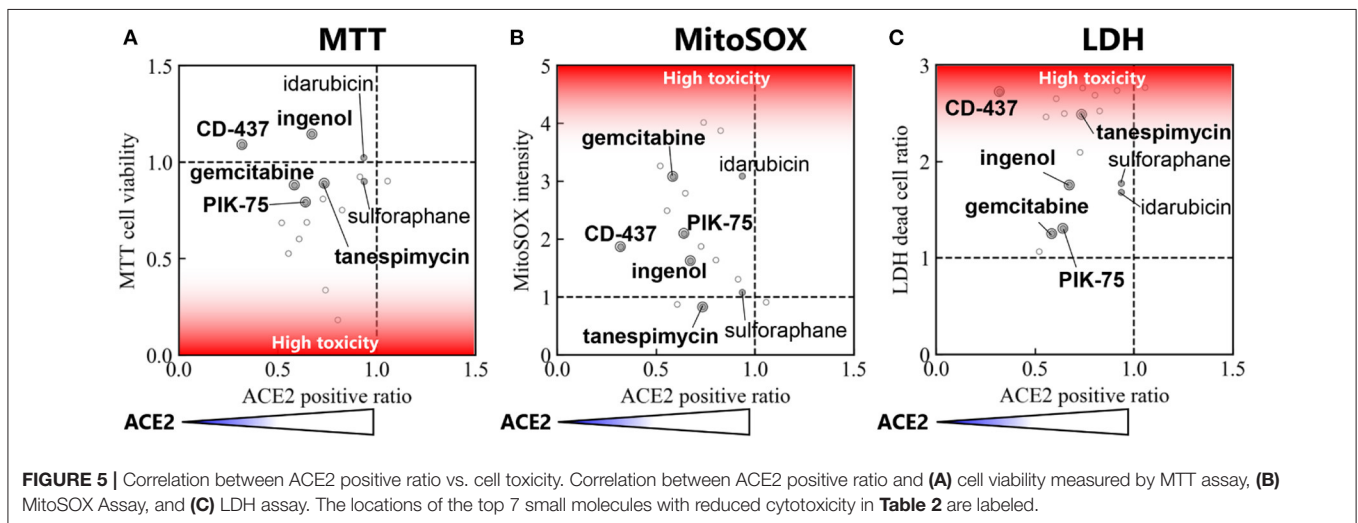 A
MTT
1.5
1.0
0.5
0.0
0.0
0.5
1.0
1.5
MTT cell viability
ACE2 positive ratio
idarubicin
ingenol
CD-437
gemcitabine
PIK-75
sulforaphane
tanespimycin
High toxicity
ACE2
B
MitoSOX
5
4
3
2
1
0
0.0
0.5
1.0
1.5
MitoSOX intensity
ACE2 positive ratio
High toxicity
gemcitabine
idarubicin
PIK-75
CD-437
ingenol
tanespimycin
sulforaphane
ACE2
C
LDH
3
2
1
0
0.0
0.5
1.0
1.5
LDH dead cell ratio
ACE2 positive ratio
High toxicity
CD-437
tanespimycin
ingenol
sulforaphane
gemcitabine
idarubicin
PIK-75
ACE2
FIGURE 5 | Correlation between ACE2 positive ratio vs. cell toxicity. Correlation between ACE2 positive ratio and (A) cell viability measured by MTT assay, (B)
MitoSOX Assay, and (C) LDH assay. The locations of the top 7 small molecules with reduced cytotoxicity in Table 2 are labeled.